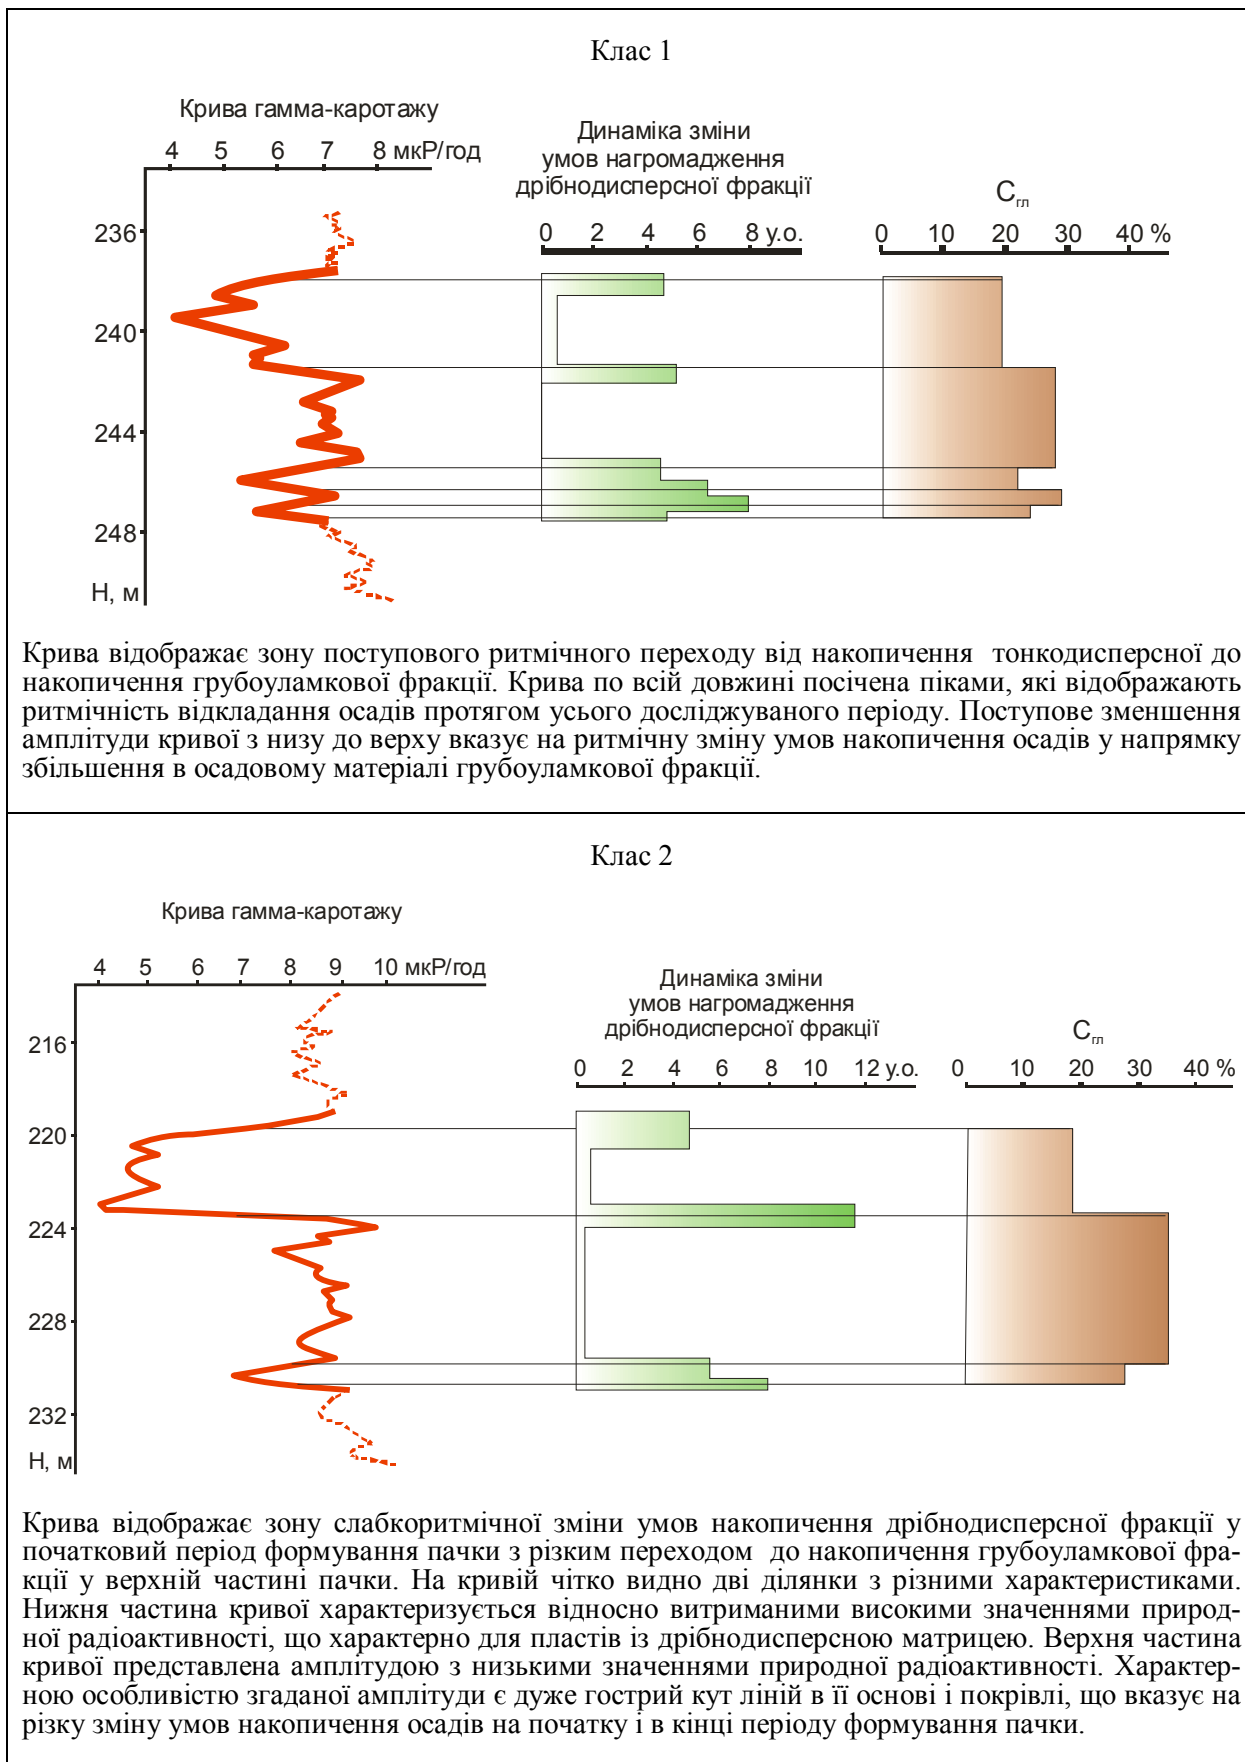 Клас 1
Крива гамма-каротажу
4 5 6 7 8 мкР/год
Динаміка зміни
умов нагромадження
дрібнодисперсної фракції
0 2 4 6 8 у.о.
Сгл
0 10 20 30 40 %
236
240
244
248
Н, м
Крива відображає зону поступового ритмічного переходу від накопичення тонкодисперсної до
накопичення грубоуламкової фракції. Крива по всій довжині посічена піками, які відображають
ритмічність відкладання осадів протягом усього досліджуваного періоду. Поступове зменшення
амплітуди кривої з низу до верху вказує на ритмічну зміну умов накопичення осадів у напрямку
збільшення в осадовому матеріалі грубоуламкової фракції.
Клас 2
Крива гамма-каротажу
4 5 6 7 8 9 10 мкР/год
Динаміка зміни
умов нагромадження
дрібнодисперсної фракції
0 2 4 6 8 10 12 у.о.
Сгл
0 10 20 30 40 %
216
220
224
228
232
Н, м
Крива відображає зону слабкоритмічної зміни умов накопичення дрібнодисперсної фракції у
початковий період формування пачки з різким переходом до накопичення грубоуламкової фра-
кції у верхній частині пачки. На кривій чітко видно дві ділянки з різними характеристиками.
Нижня частина кривої характеризується відносно витриманими високими значеннями природ-
ної радіоактивності, що характерно для пластів із дрібнодисперсною матрицею. Верхня частина
кривої представлена амплітудою з низькими значеннями природної радіоактивності. Характер-
ною особливістю згаданої амплітуди є дуже гострий кут ліній в її основі і покрівлі, що вказує на
різку зміну умов накопичення осадів на початку і в кінці періоду формування пачки.